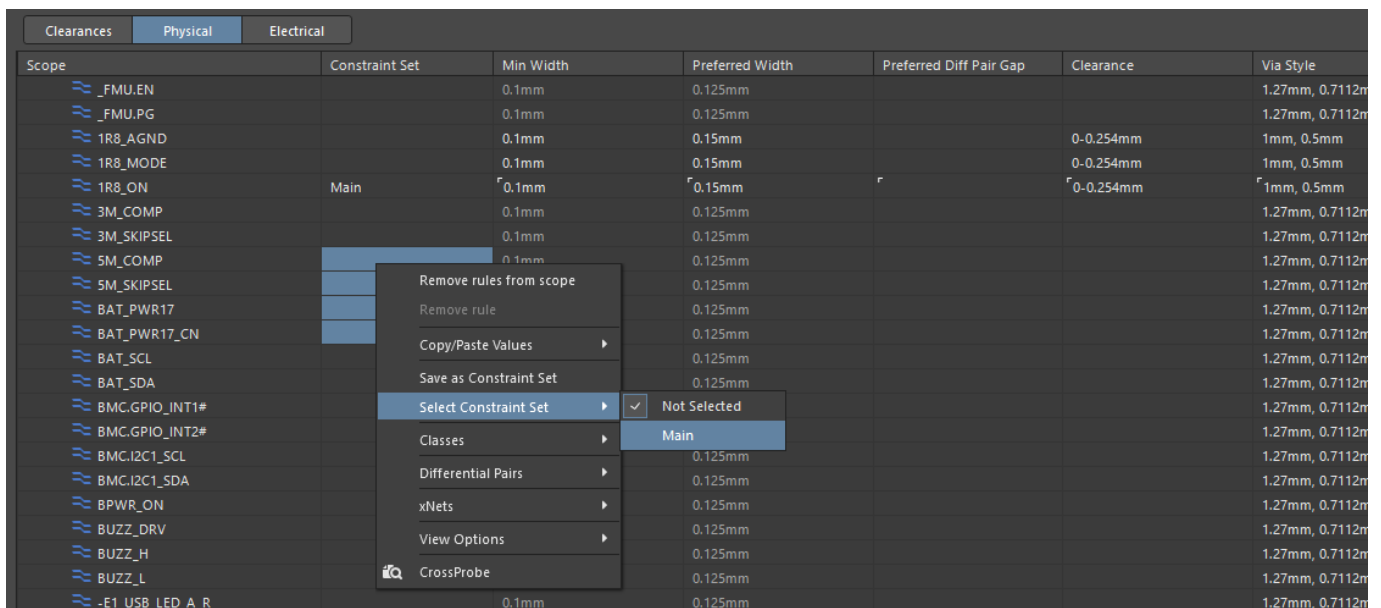 Clearances Physical Electrical
Scope Constraint Set Min Width Preferred Width Preferred Diff Pair Gap Clearance Via Style
_FMU.EN 0.1mm 0.125mm 1.27mm, 0.7112m
_FMU.PG 0.1mm 0.125mm 1.27mm, 0.7112m
1R8_AGND 0.1mm 0.15mm 0-0.254mm 1mm, 0.5mm
1R8_MODE 0.1mm 0.15mm 0-0.254mm 1mm, 0.5mm
1R8_ON Main 0.1mm 0.15mm 0-0.254mm 1mm, 0.5mm
3M_COMP 0.1mm 0.125mm 1.27mm, 0.7112m
3M_SKIPSEL 0.1mm 0.125mm 1.27mm, 0.7112m
5M_COMP 0.1mm 0.125mm 1.27mm, 0.7112m
5M_SKIPSEL Remove rules from scope 0.125mm 1.27mm, 0.7112m
BAT_PWR17 Remove rule 0.125mm 1.27mm, 0.7112m
BAT_PWR17_CN Copy/Paste Values 0.125mm 1.27mm, 0.7112m
BAT_SCL 0.125mm 1.27mm, 0.7112m
BAT_SDA Save as Constraint Set 0.125mm 1.27mm, 0.7112m
BMC.GPIO_INT1# Select Constraint Set Not Selected 1.27mm, 0.7112m
BMC.GPIO_INT2# Classes Main 1.27mm, 0.7112m
BMC.I2C1_SCL 0.125mm 1.27mm, 0.7112m
BMC.I2C1_SDA Differential Pairs 0.125mm 1.27mm, 0.7112m
BPWR_ON xNets 0.125mm 1.27mm, 0.7112m
BUZZ_DRV View Options 0.125mm 1.27mm, 0.7112m
BUZZ_H 0.125mm 1.27mm, 0.7112m
BUZZ_L CrossProbe 0.125mm 1.27mm, 0.7112m
-E1_USB_LED_A_R 0.1mm 0.125mm 1.27mm, 0.7112m